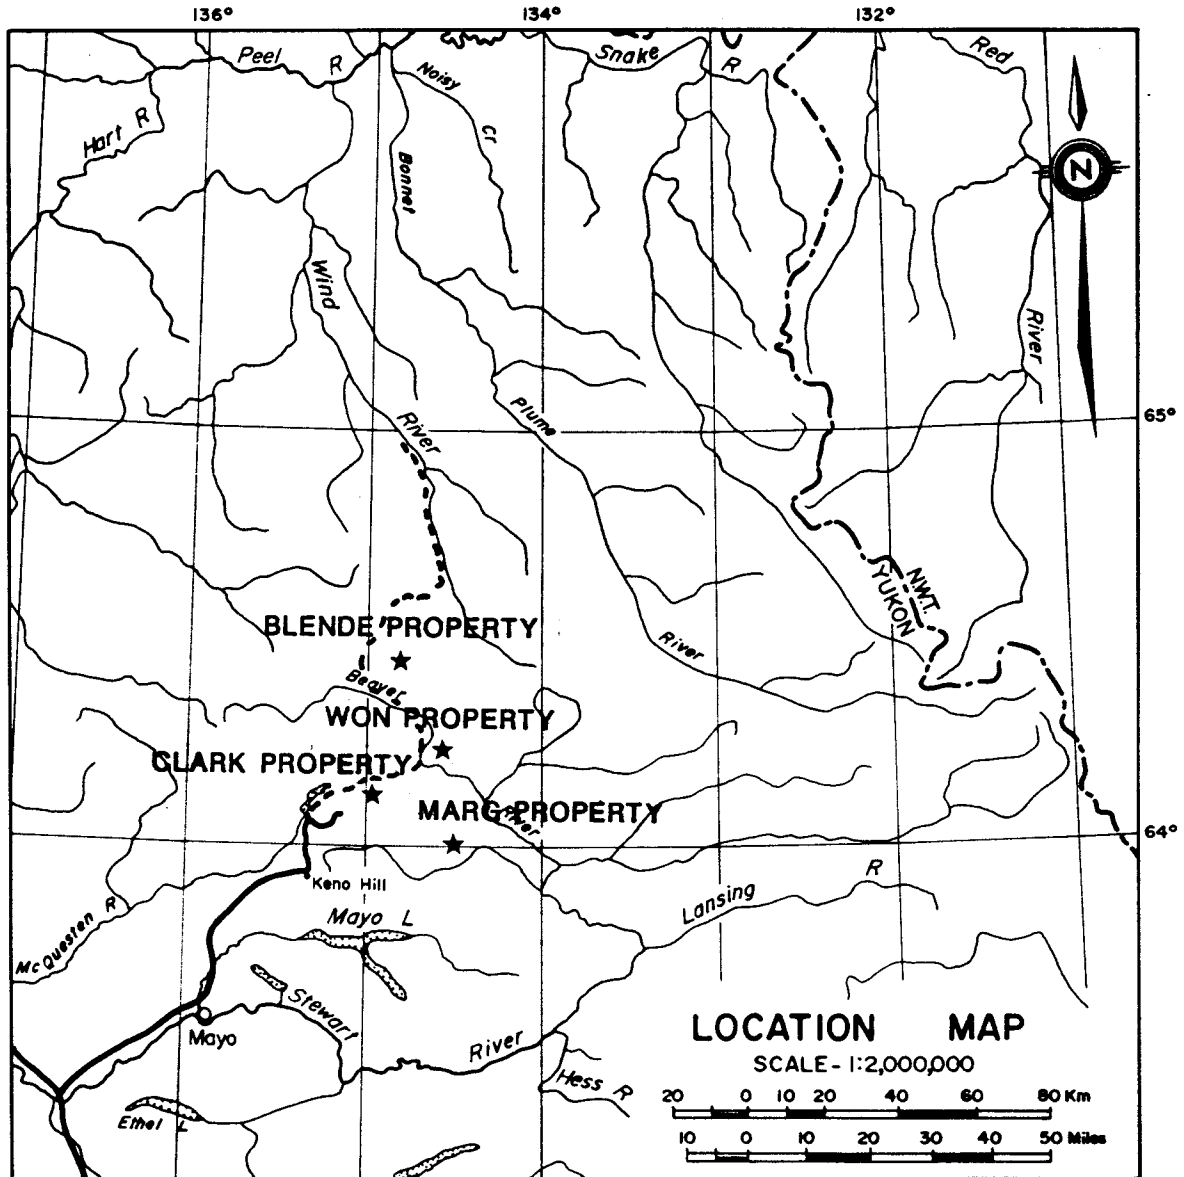 136° 134° 132°
Peel R
Snake R
Red
Noisy Cr
Hart R
Bonnet
N
Wind
River
65°
Plume
River
N.W.T.
YUKON
BLENDE PROPERTY
River
Beaver
WON PROPERTY
CLARK PROPERTY
MARG PROPERTY
River
64°
Keno Hill
Lansing R
Mayo L
McQuesten R
Stewart
Mayo
River
Hess R
Ethel L
LOCATION MAP
SCALE - 1:2,000,000
20 0 10 20 40 60 80 Km
10 0 10 20 30 40 50 Miles